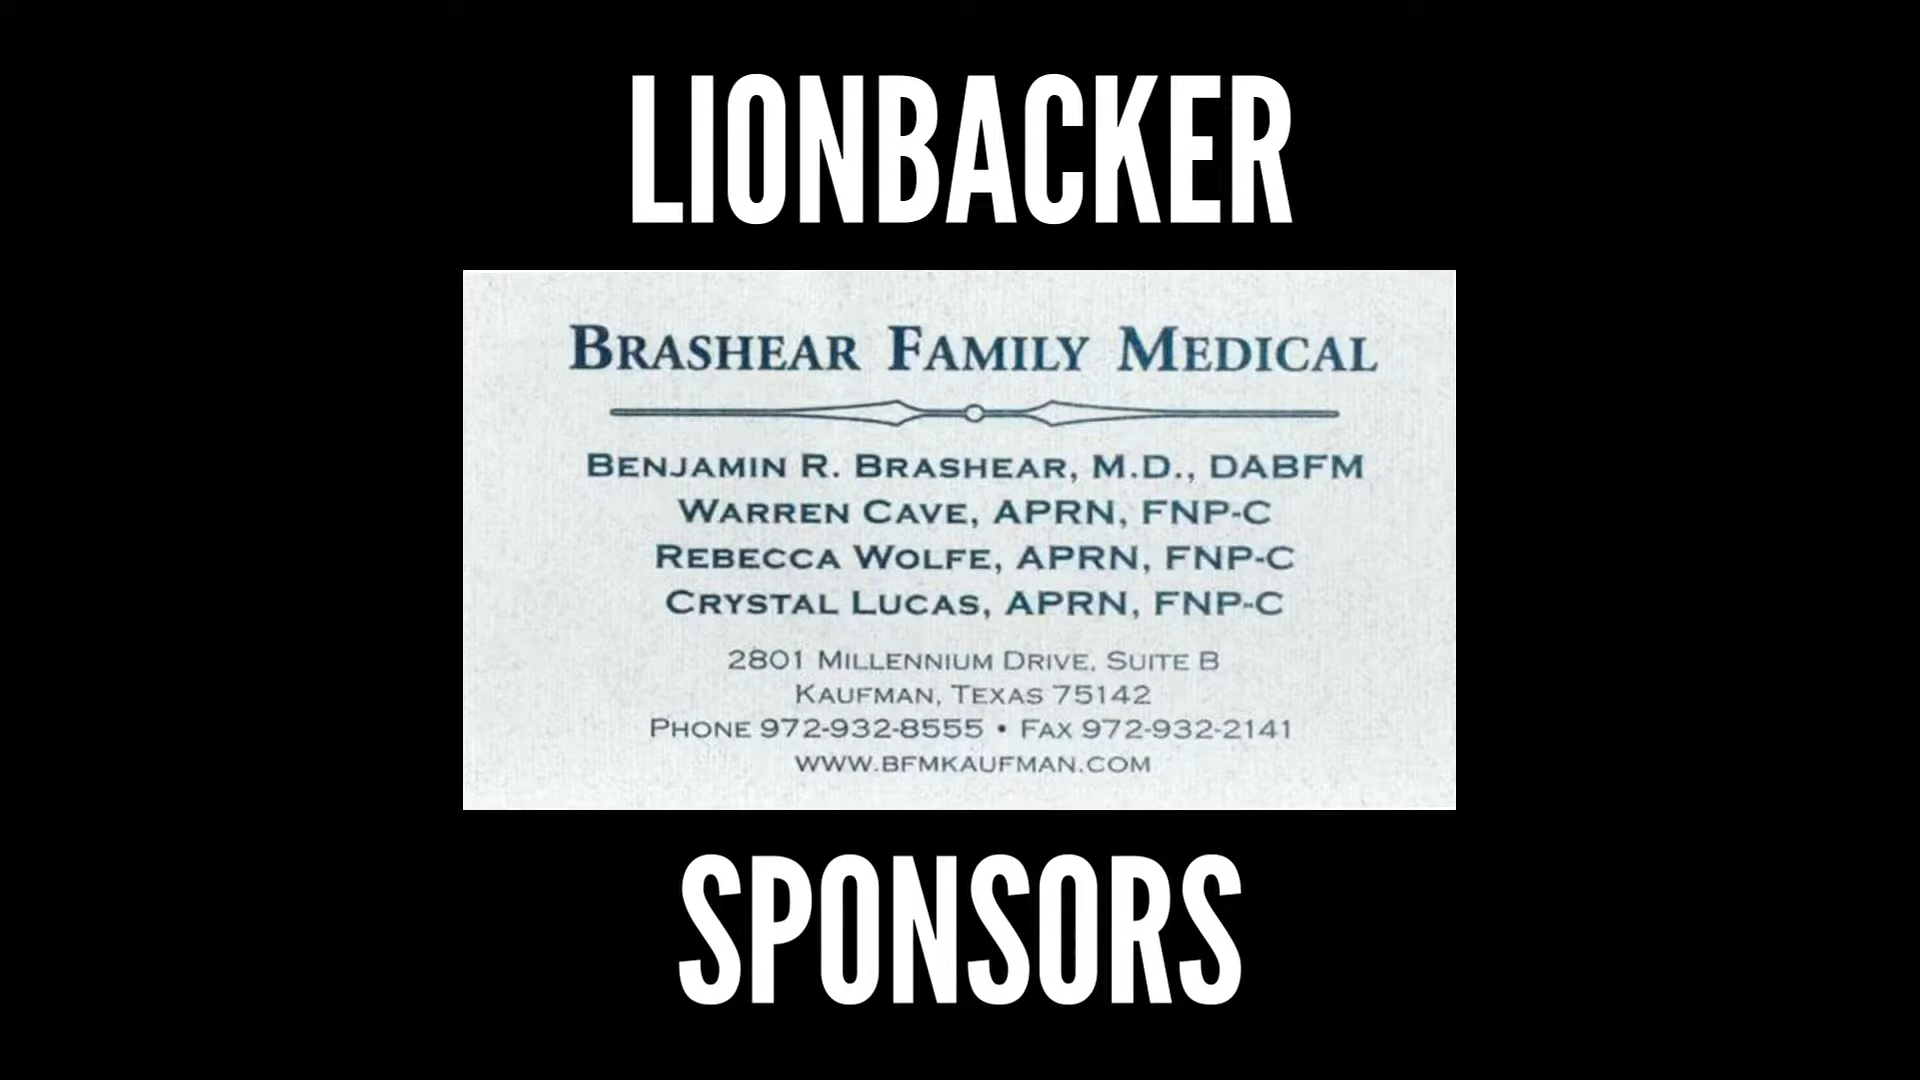 LIONBACKER
BRASHEAR FAMILY MEDICAL
BENJAMIN R. BRASHEAR, M.D., DABFM
WARREN CAVE, APRN, FNP-C
REBECCA WOLFE, APRN, FNP-C
CRYSTAL LUCAS, APRN, FNP-C
2801 MILLENNIUM DRIVE, SUITE B
KAUFMAN, TEXAS 75142
PHONE 972-932-8555 • FAX 972-932-2141
WWW.BFMKAUFMAN.COM
SPONSORS